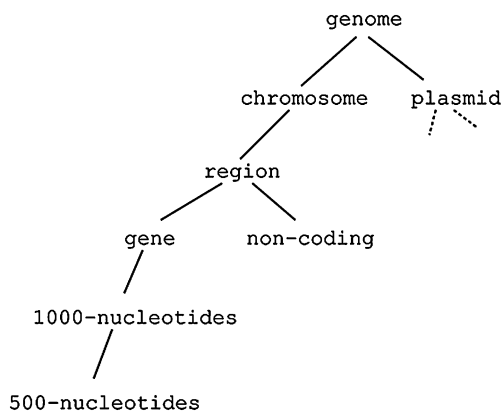 genome
chromosome plasmid
region
gene non-coding
1000-nucleotides
500-nucleotides